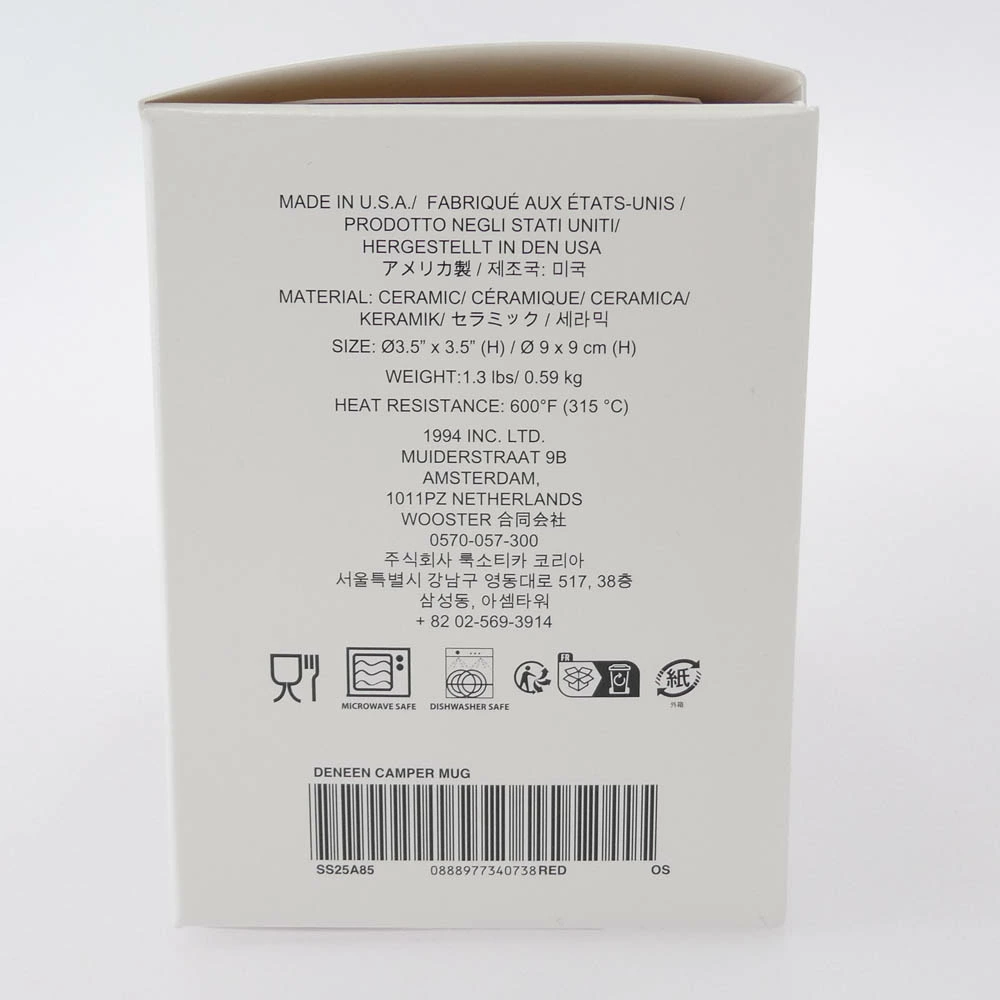 MADE IN U.S.A./ FABRIQUÉ AUX ÉTATS-UNIS /
PRODOTTO NEGLI STATI UNITI/
HERGESTELLT IN DEN USA
アメリカ製 / 제조국: 미국
MATERIAL: CERAMIC/ CÉRAMIQUE/ CERAMICA/
KERAMIK/ セラミック / 세라믹
SIZE: Ø3.5” x 3.5” (H) / Ø 9 x 9 cm (H)
WEIGHT:1.3 lbs/ 0.59 kg
HEAT RESISTANCE: 600°F (315 °C)
1994 INC. LTD.
MUIDERSTRAAT 9B
AMSTERDAM,
1011PZ NETHERLANDS
WOOSTER 合同会社
0570-057-300
주식회사 룩소티카 코리아
서울특별시 강남구 영동대로 517, 38층
삼성동, 아셈타워
+ 82 02-569-3914
FR
紙
外箱
MICROWAVE SAFE DISHWASHER SAFE
DENEEN CAMPER MUG
SS25A85 0888977340738 RED OS